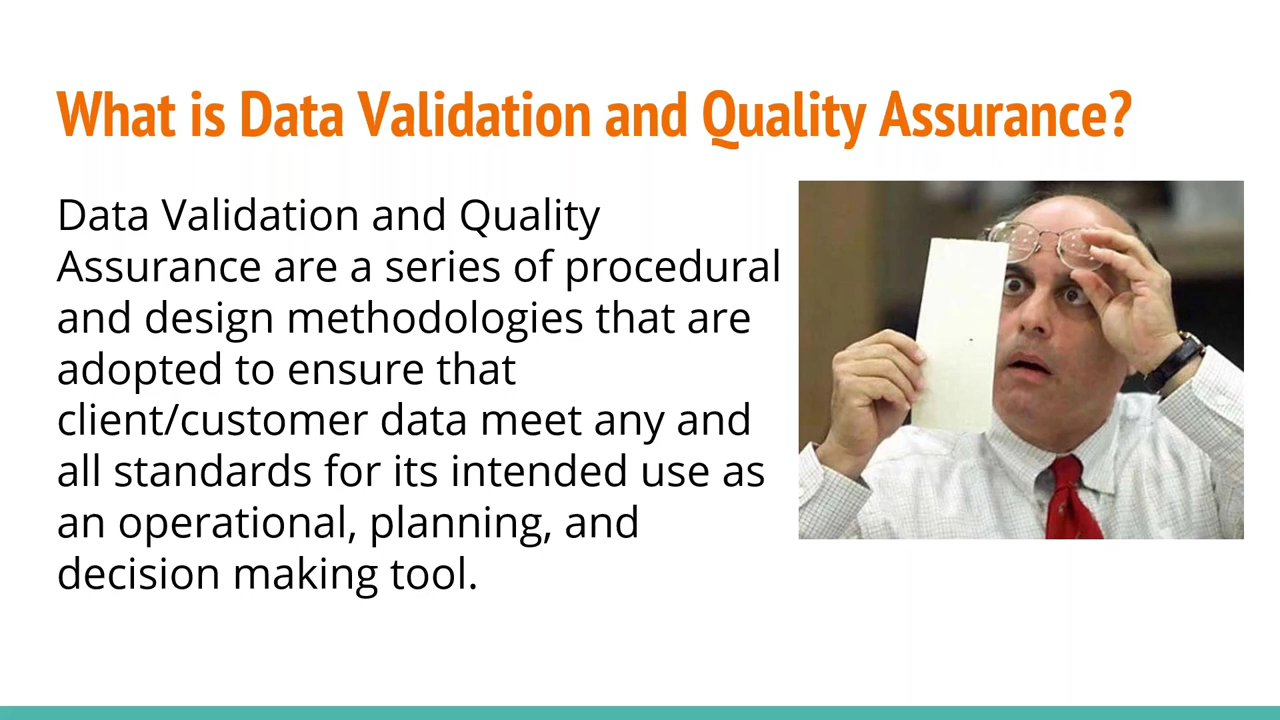 What is Data Validation and Quality Assurance?
Data Validation and Quality
Assurance are a series of procedural
and design methodologies that are
adopted to ensure that
client/customer data meet any and
all standards for its intended use as
an operational, planning, and
decision making tool.